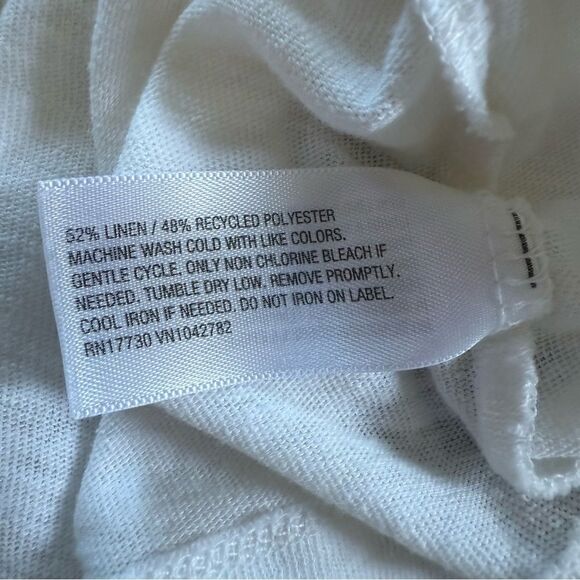 52% LINEN / 48% RECYCLED POLYESTER
MACHINE WASH COLD WITH LIKE COLORS.
GENTLE CYCLE. ONLY NON CHLORINE BLEACH IF
NEEDED. TUMBLE DRY LOW. REMOVE PROMPTLY.
COOL IRON IF NEEDED. DO NOT IRON ON LABEL.
RN17730 VN1042782